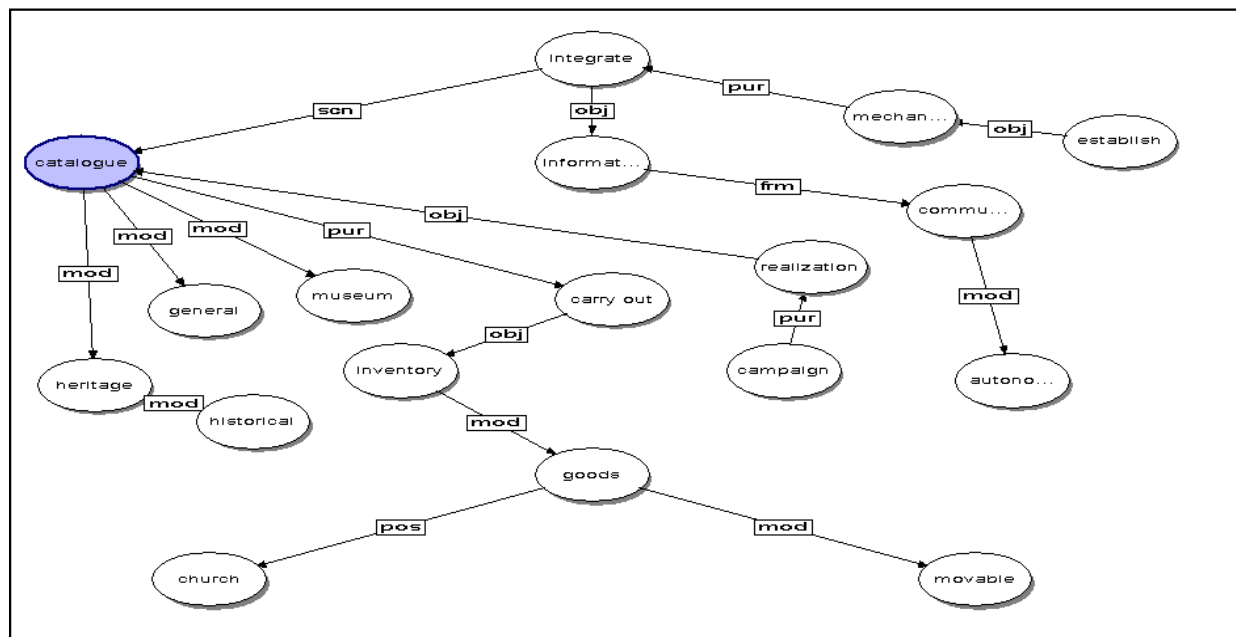 integrate
pur
scn
obj
mechan...
obj
establish
catalogue
informat...
frm
commu...
obj
mod
mod
pur
mod
realization
museum
carry out
mod
general
pur
obj
heritage
inventory
campaign
autono...
mod
historical
mod
goods
pos
mod
church
movable